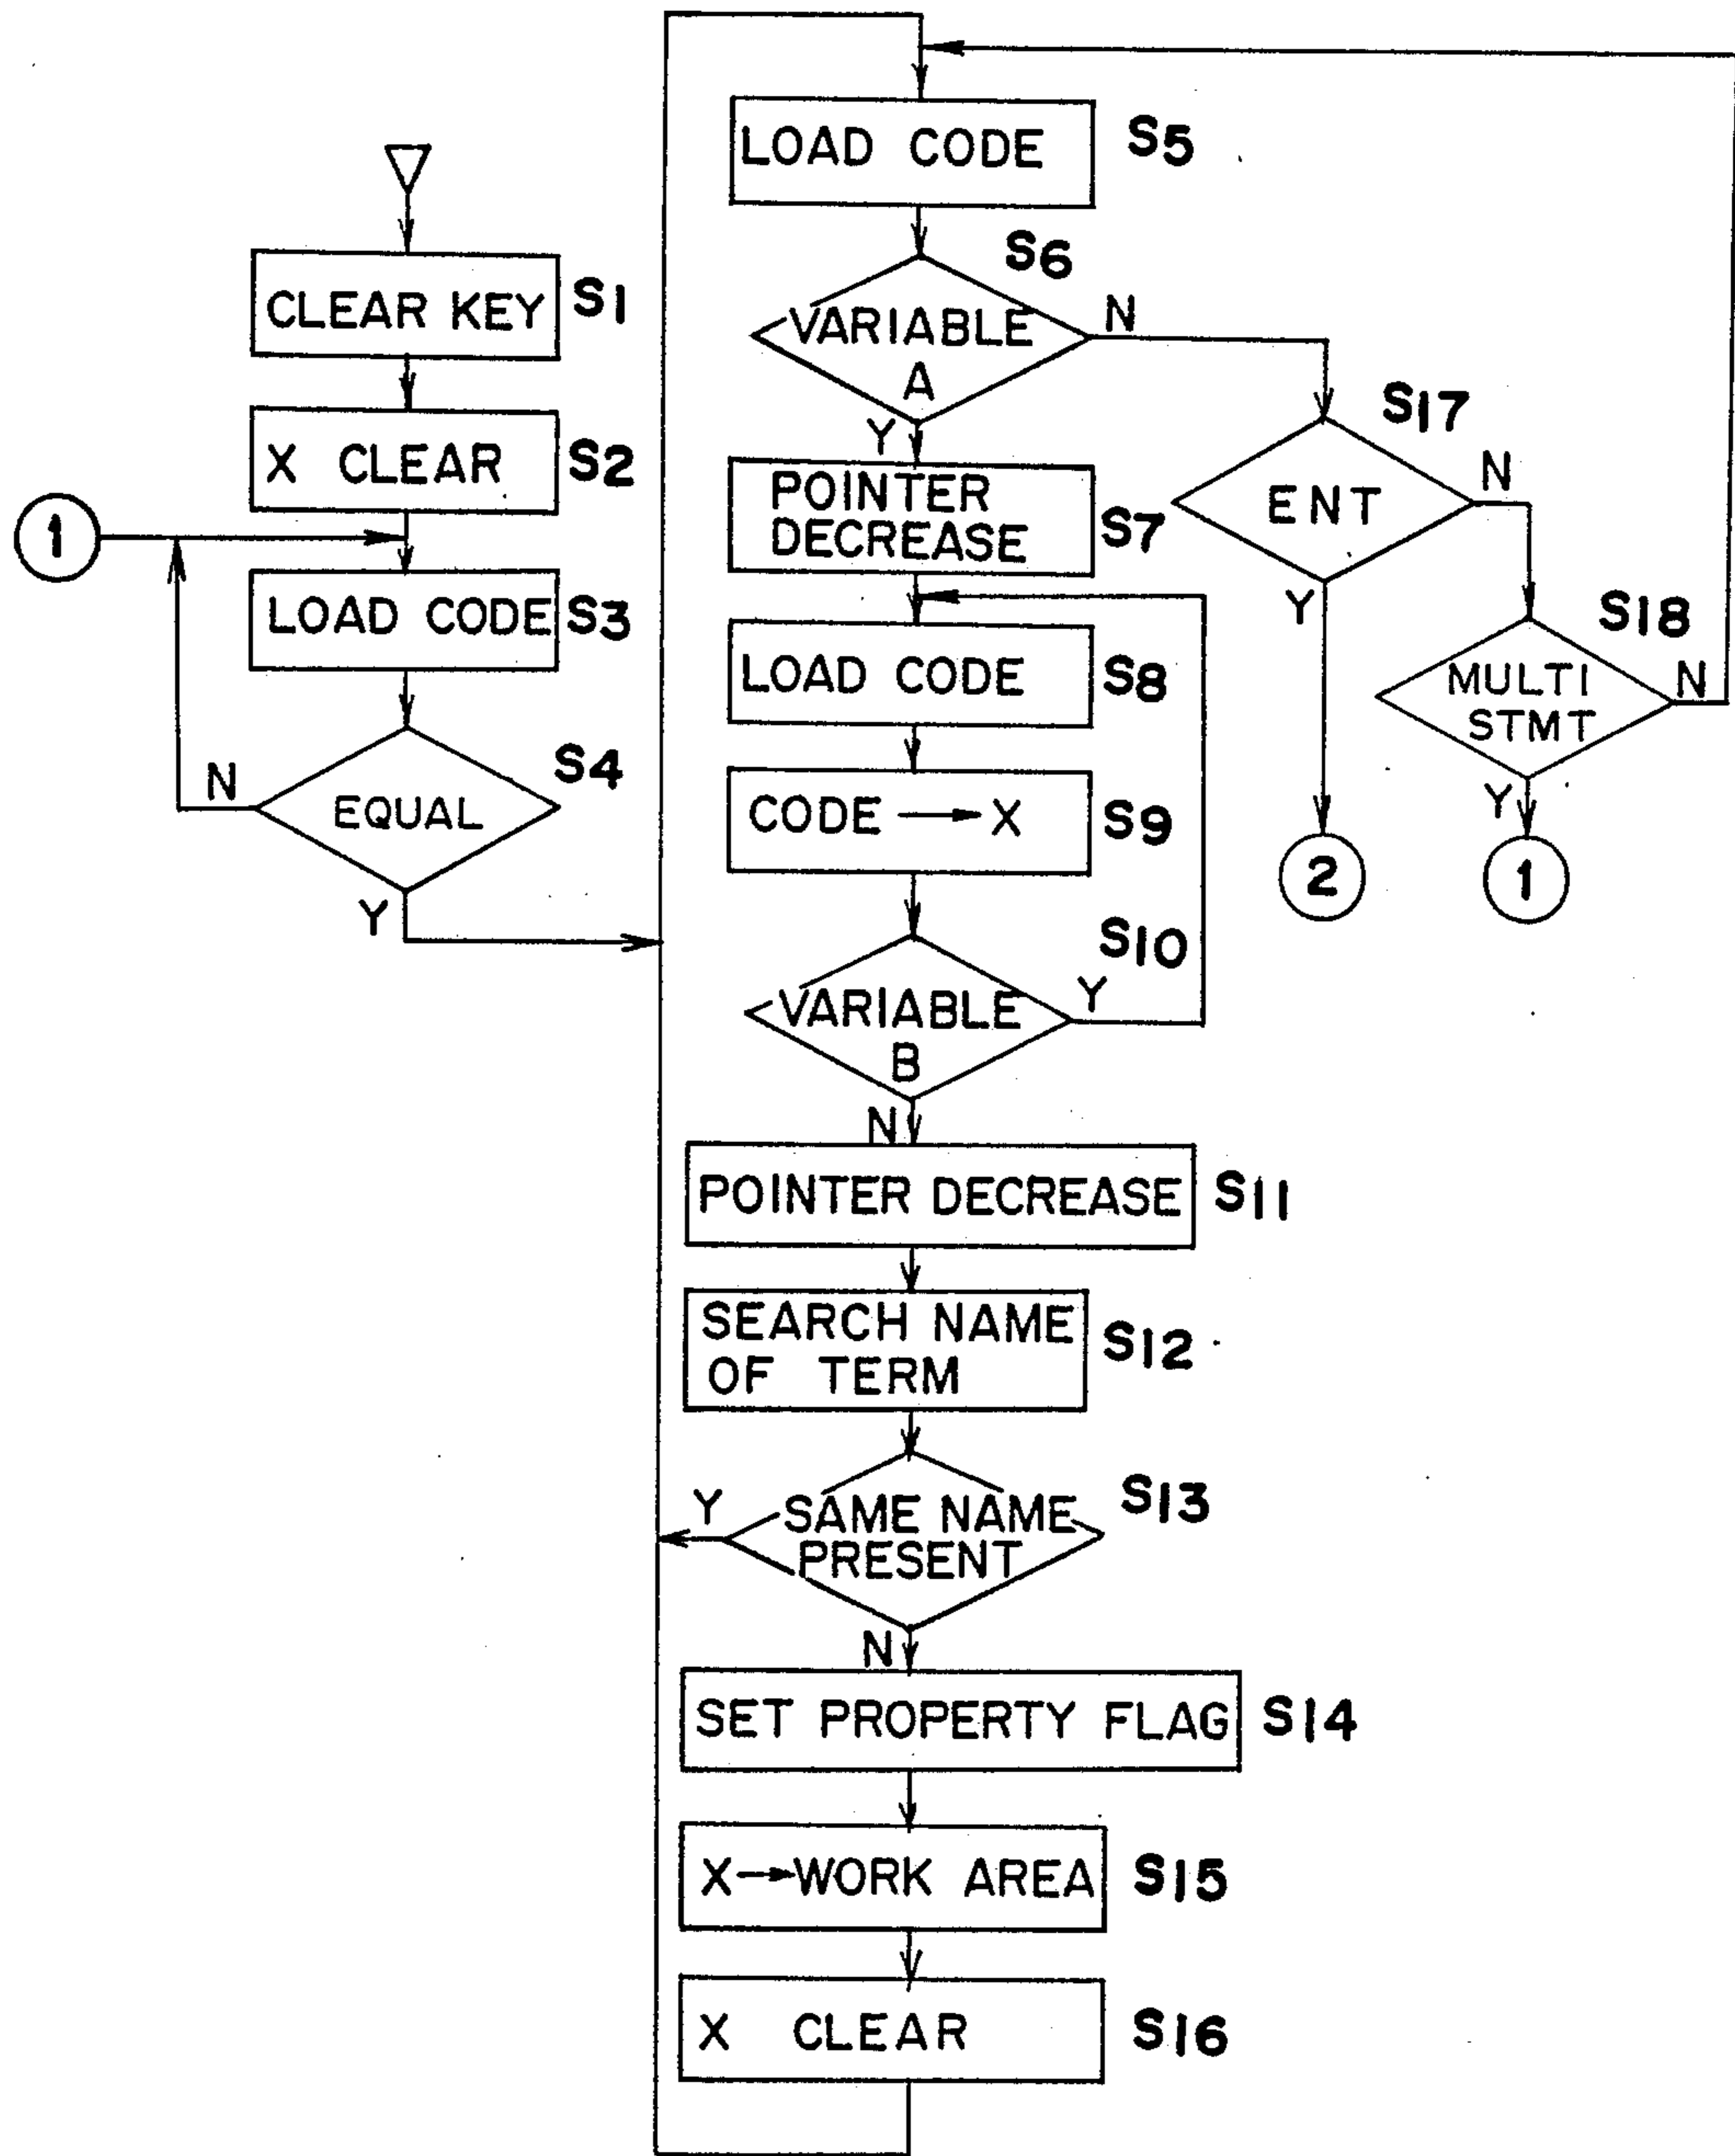 CLEAR KEY S1
X CLEAR S2
1
LOAD CODE S3
S4
EQUAL
N
Y
LOAD CODE S5
S6
VARIABLE
A
N
Y
POINTER
DECREASE
S7
LOAD CODE S8
CODE → X S9
S10
VARIABLE
B
Y
N
POINTER DECREASE S11
SEARCH NAME
OF TERM
S12
S13
SAME NAME
PRESENT
Y
N
SET PROPERTY FLAG S14
X→WORK AREA S15
X CLEAR S16
S17
ENT
N
Y
S18
MULTI
STMT
N
Y
2
1